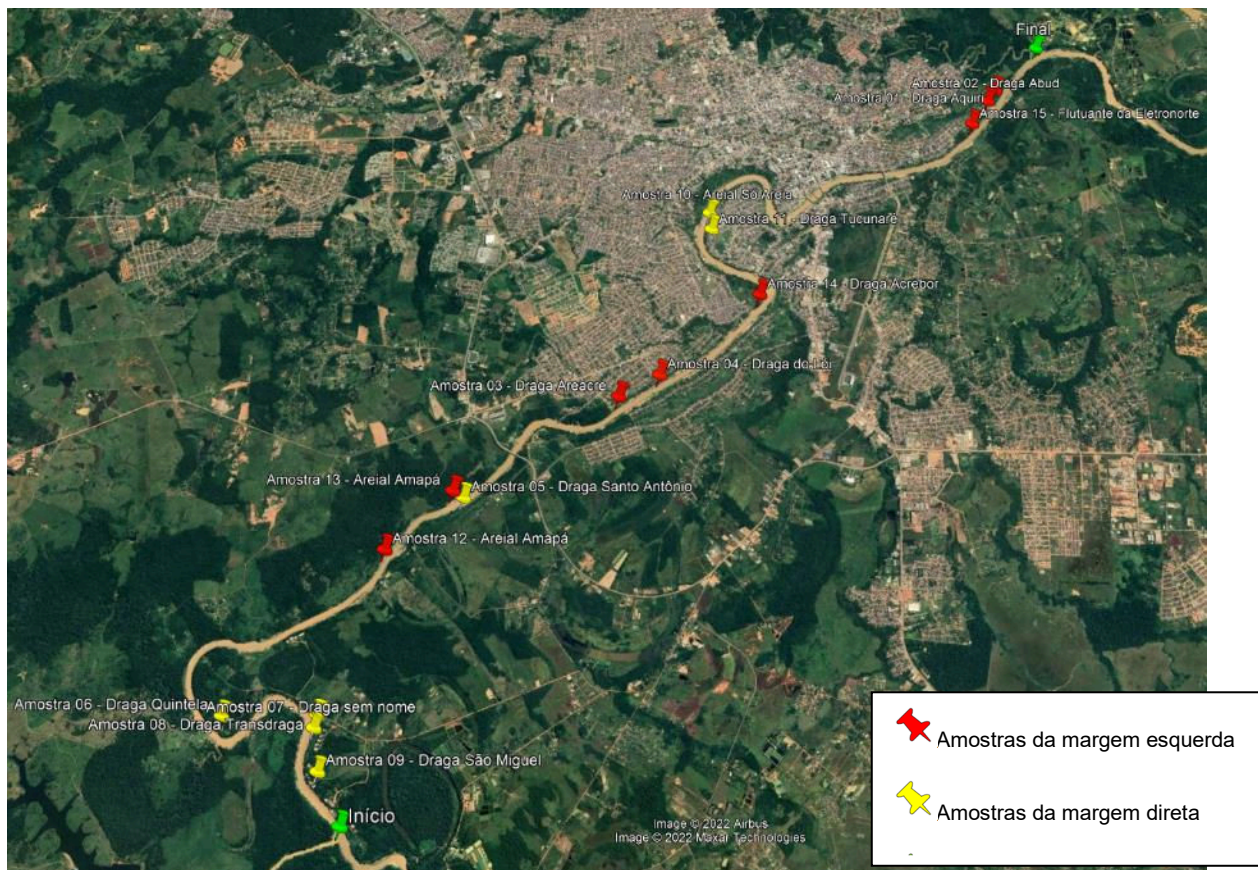 Final
Amostra 02 - Draga Abud
Amostra 01 - Draga Aquiri
Amostra 15 - Flutuante da Eletronorte
Amostra 10 - Areial Só Areia
Amostra 11 - Draga Tucunaré
Amostra 14 - Draga Acrebor
Amostra 04 - Draga do Loi
Amostra 03 - Draga Areacre
Amostra 13 - Areial Amapá
Amostra 05 - Draga Santo Antônio
Amostra 12 - Areial Amapá
Amostra 06 - Draga Quintela
Amostra 07 - Draga sem nome
Amostra 08 - Draga Transdraga
Amostra 09 - Draga São Miguel
Início
Image © 2022 Airbus
Image © 2022 Maxar Technologies
Amostras da margem esquerda
Amostras da margem direta